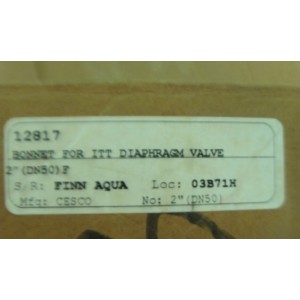 12817
BONNET FOR ITT DIAPHRAGM VALVE
2"(DN50).F
S/R: FINN AQUA Loc: 03B71H
Mfg: CESCO No: 2"(DN50)